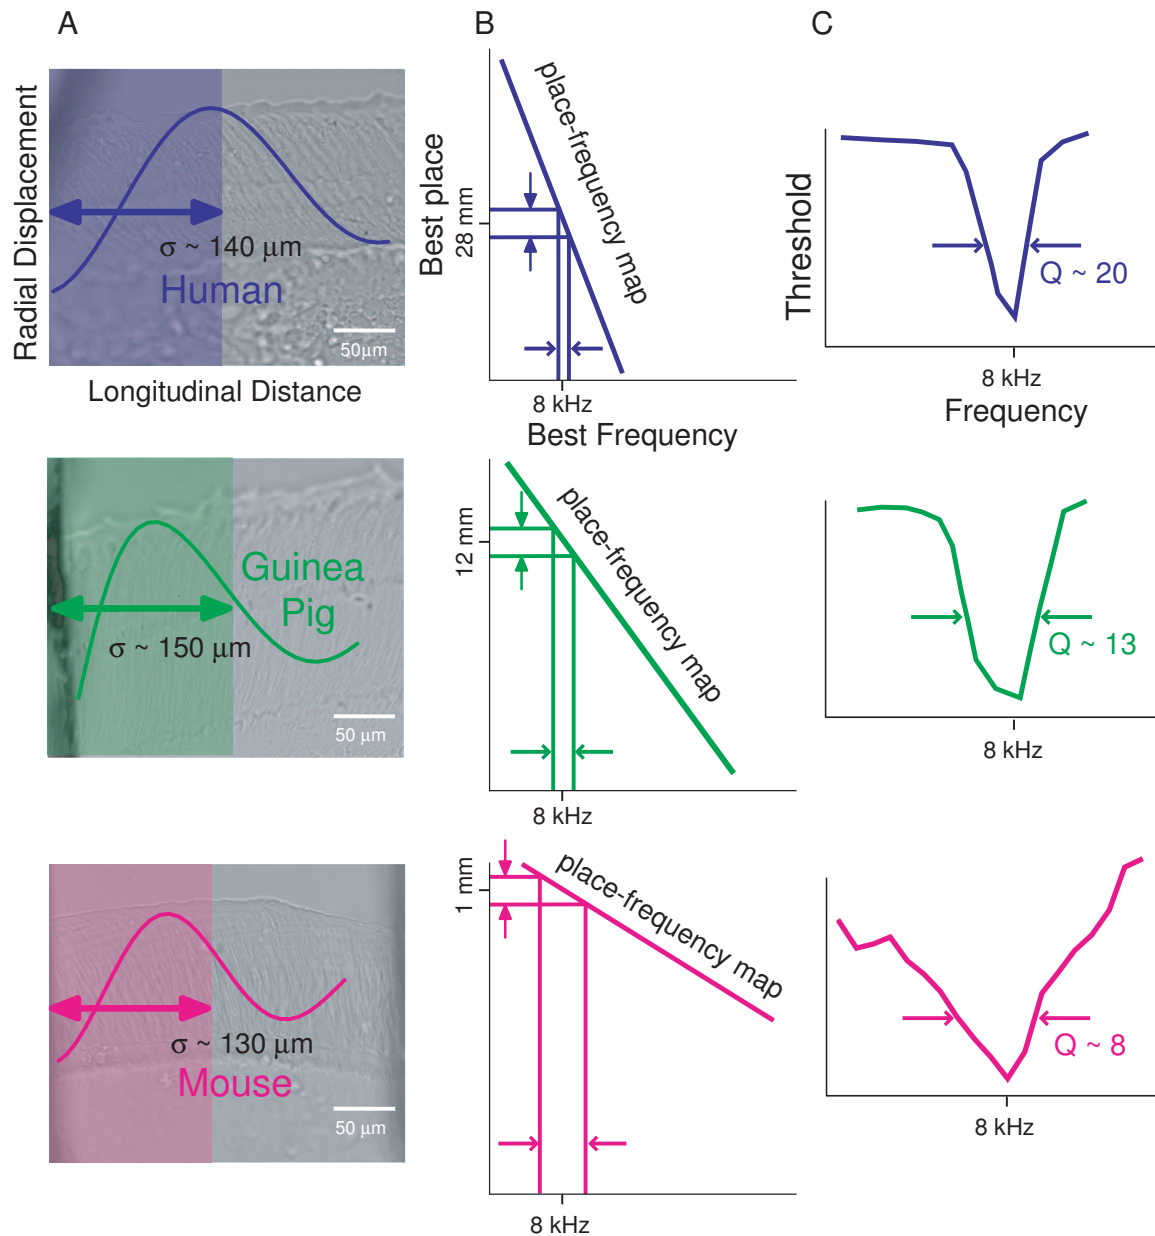 A
B
C
Radial Displacement
σ ~ 140 μm
Human
50μm
Longitudinal Distance
Best place
28 mm
place-frequency map
8 kHz
Best Frequency
Threshold
Q ~ 20
8 kHz
Frequency
Guinea
Pig
σ ~ 150 μm
50 μm
12 mm
place-frequency map
8 kHz
Q ~ 13
8 kHz
σ ~ 130 μm
Mouse
50 μm
1 mm
place-frequency map
8 kHz
Q ~ 8
8 kHz